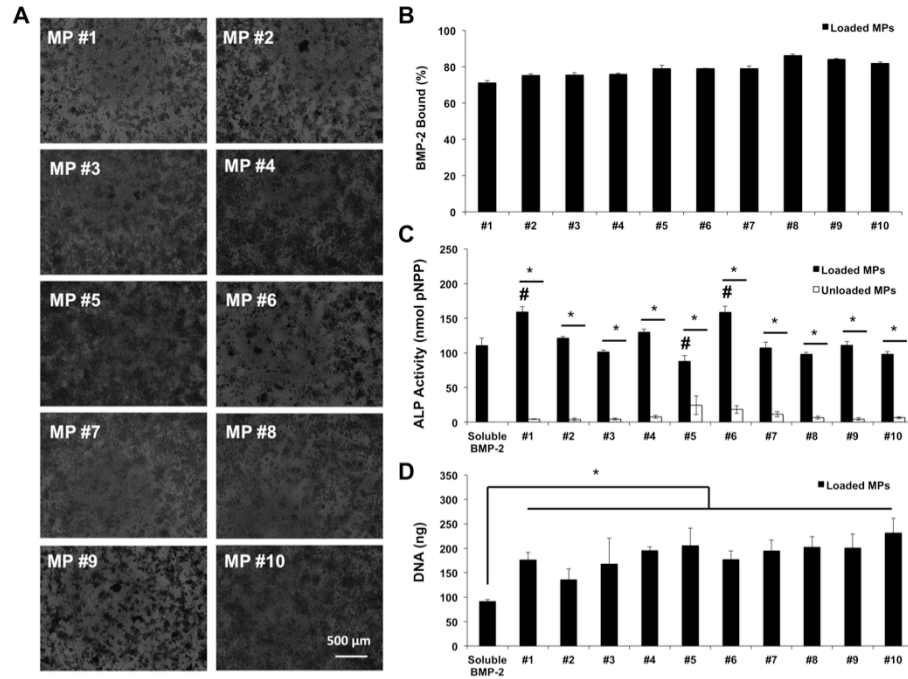 A
MP #1
MP #2
MP #3
MP #4
MP #5
MP #6
MP #7
MP #8
MP #9
MP #10
500 µm
B
Loaded MPs
BMP-2 Bound (%)
100
80
60
40
20
0
#1 #2 #3 #4 #5 #6 #7 #8 #9 #10
C
Loaded MPs
Unloaded MPs
ALP Activity (nmol pNPP)
250
200
150
100
50
0
* * * * * * * * * *
# # #
Soluble BMP-2 #1 #2 #3 #4 #5 #6 #7 #8 #9 #10
D
Loaded MPs
*
DNA (ng)
350
300
250
200
150
100
50
0
Soluble BMP-2 #1 #2 #3 #4 #5 #6 #7 #8 #9 #10